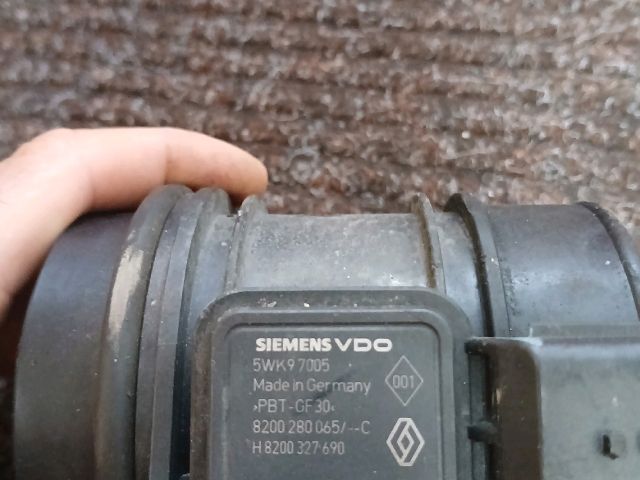 SIEMENS VDO
5WK9 7005
Made in Germany
001
>PBT-GF30<
8200 280 065/--C
H 8200 327 690